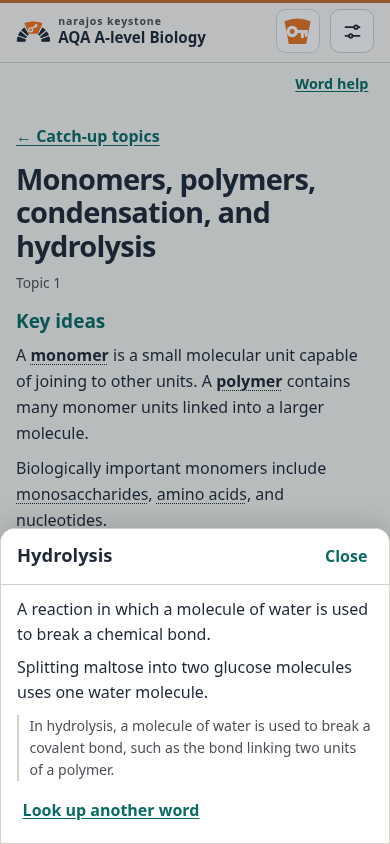 narajos keystone
AQA A-level Biology
Word help
← Catch-up topics
Monomers, polymers,
condensation, and
hydrolysis
Topic 1
Key ideas
A monomer is a small molecular unit capable
of joining to other units. A polymer contains
many monomer units linked into a larger
molecule.
Biologically important monomers include
monosaccharides, amino acids, and
nucleotides.
Hydrolysis
Close
A reaction in which a molecule of water is used
to break a chemical bond.
Splitting maltose into two glucose molecules
uses one water molecule.
In hydrolysis, a molecule of water is used to break a
covalent bond, such as the bond linking two units
of a polymer.
Look up another word